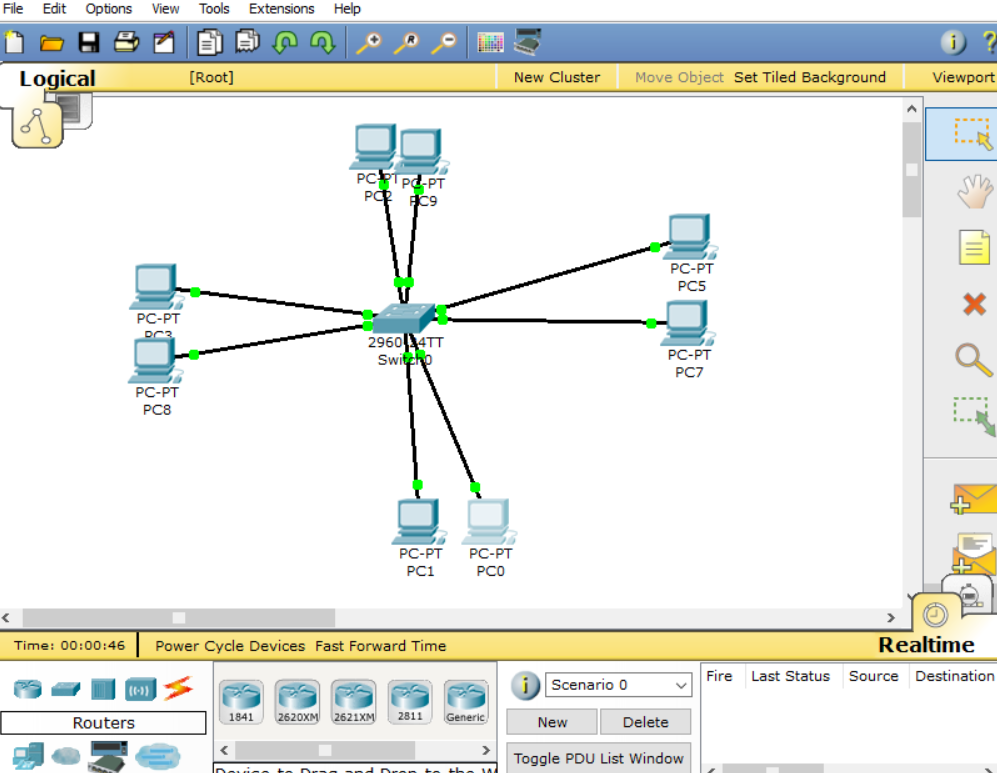 File Edit Options View Tools Extensions Help
Logical [Root] New Cluster Move Object Set Tiled Background Viewport
PC-PT
PC2
PC-PT
PC9
PC-PT
PC5
PC-PT
PC3
PC-PT
PC7
2960-24TT
Switch0
PC-PT
PC8
PC-PT
PC1
PC-PT
PC0
Realtime
Time: 00:00:46 Power Cycle Devices Fast Forward Time
Fire Last Status Source Destination
Scenario 0
1841 2620XM 2621XM 2811 Generic
Routers
New Delete
Toggle PDU List Window
Device to Drag and Drop to the W